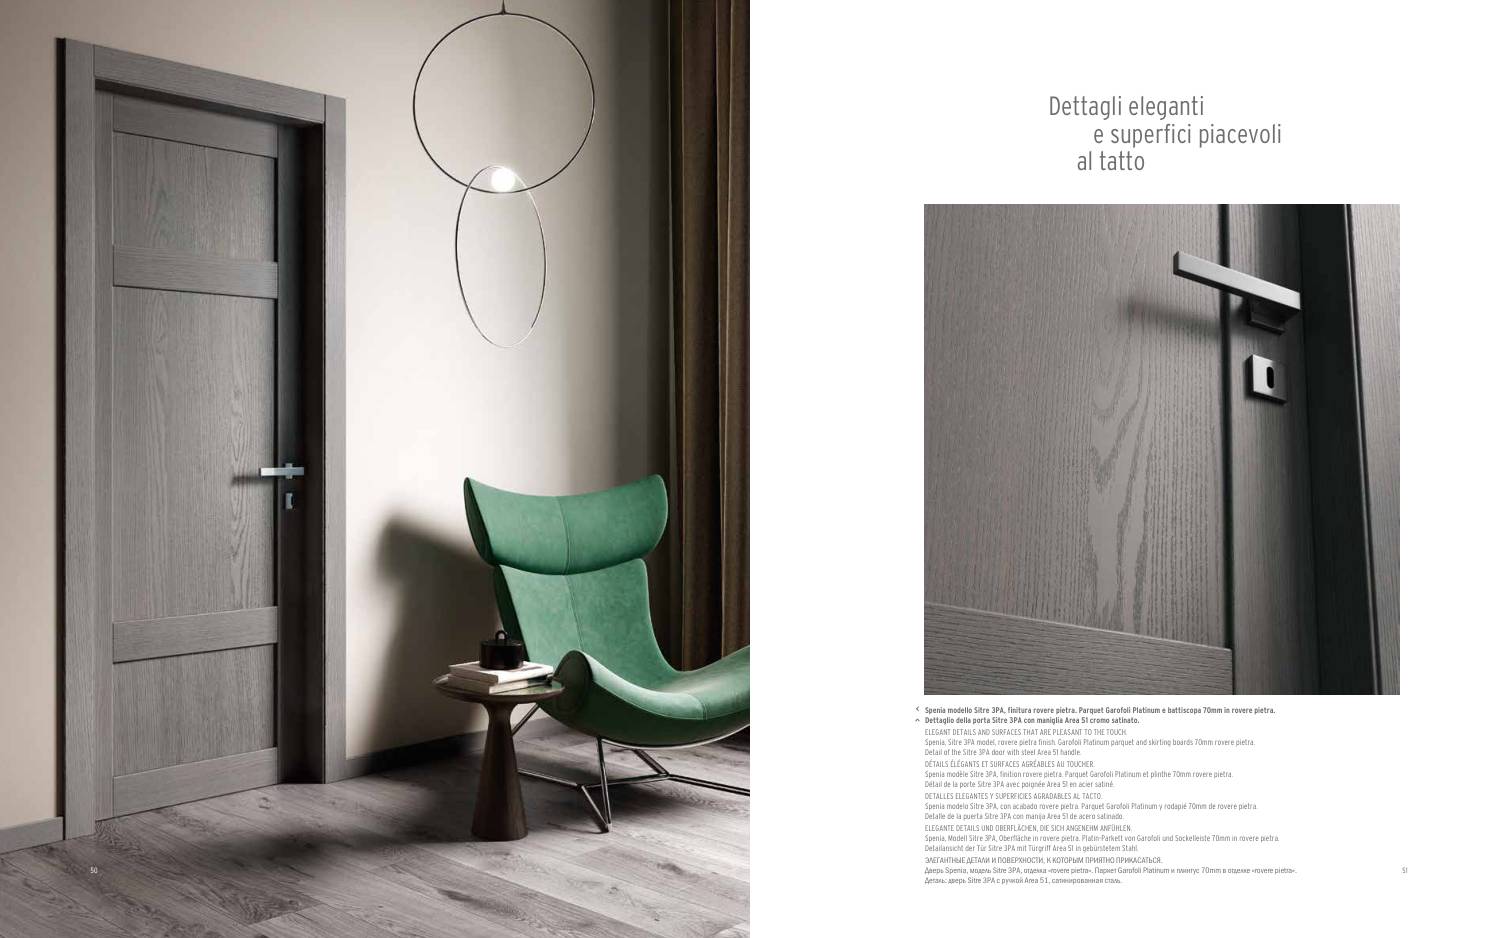 Dettagli eleganti
e superfici piacevoli
al tatto
Spenia modello Sitre 3PA, finitura rovere pietra. Parquet Garofoli Platinum e battiscopa 70mm in rovere pietra.
Dettaglio della porta Sitre 3PA con maniglia Area 51 cromo satinato.
ELEGANT DETAILS AND SURFACES THAT ARE PLEASANT TO THE TOUCH.
Spenia, Sitre 3PA model, rovere pietra finish. Garofoli Platinum parquet and skirting boards 70mm rovere pietra.
Detail of the Sitre 3PA door with steel Area 51 handle.
DÉTAILS ÉLÉGANTS ET SURFACES AGRÉABLES AU TOUCHER.
Spenia modèle Sitre 3PA, finition rovere pietra. Parquet Garofoli Platinum et plinthe 70mm rovere pietra.
Détail de la porte Sitre 3PA avec poignée Area 51 en acier satiné.
DETALLES ELEGANTES Y SUPERFICIES AGRADABLES AL TACTO.
Spenia modelo Sitre 3PA, con acabado rovere pietra. Parquet Garofoli Platinum y rodapié 70mm de rovere pietra.
Detalle de la puerta Sitre 3PA con manija Area 51 de acero satinado.
ELEGANTE DETAILS UND OBERFLÄCHEN, DIE SICH ANGENEHM ANFÜHLEN.
Spenia, Modell Sitre 3PA, Oberfläche in rovere pietra. Platin-Parkett von Garofoli und Sockelleiste 70mm in rovere pietra.
Detailansicht der Tür Sitre 3PA mit Türgriff Area 51 in gebürstetem Stahl.
ЭЛЕГАНТНЫЕ ДЕТАЛИ И ПОВЕРХНОСТИ, К КОТОРЫМ ПРИЯТНО ПРИКАСАТЬСЯ.
Дверь Spenia, модель Sitre 3PA, отделка «rovere pietra». Паркет Garofoli Platinum и плинтус 70mm в отделке «rovere pietra».
Деталь: дверь Sitre 3PA с ручкой Area 51, сатинированная сталь.
50
51